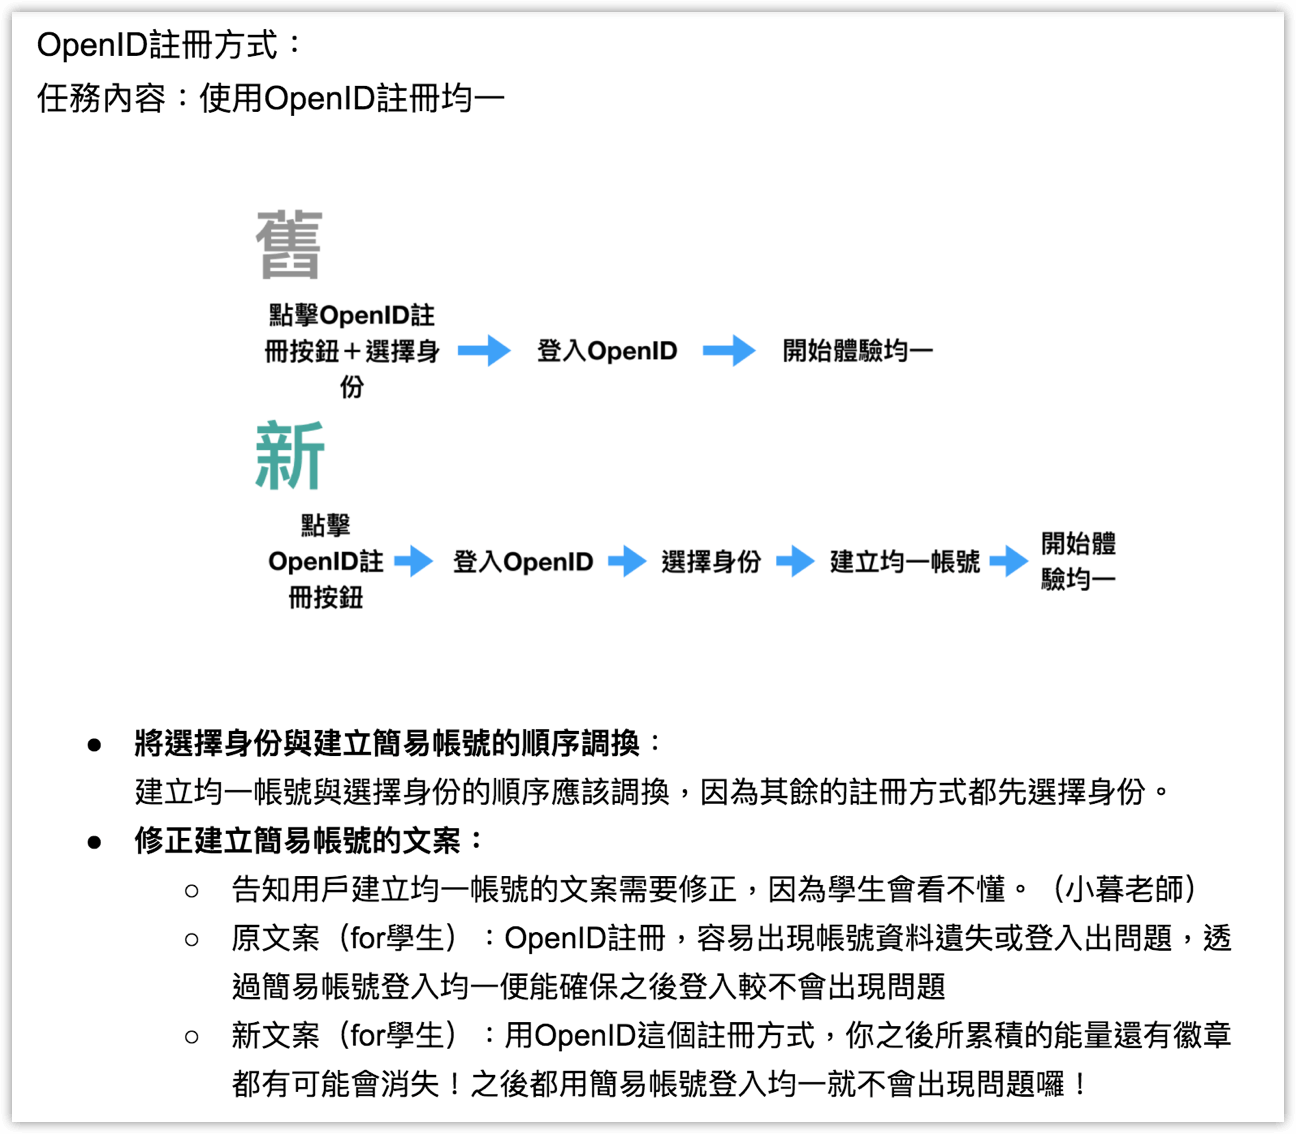 OpenID註冊方式：
任務內容：使用OpenID註冊均一
舊
點擊OpenID註
冊按鈕＋選擇身
份
登入OpenID
開始體驗均一
新
點擊
OpenID註
冊按鈕
登入OpenID
選擇身份
建立均一帳號
開始體
驗均一
● 將選擇身份與建立簡易帳號的順序調換：
建立均一帳號與選擇身份的順序應該調換，因為其餘的註冊方式都先選擇身份。
● 修正建立簡易帳號的文案：
○ 告知用戶建立均一帳號的文案需要修正，因為學生會看不懂。（小暮老師）
○ 原文案（for學生）：OpenID註冊，容易出現帳號資料遺失或登入出問題，透
過簡易帳號登入均一便能確保之後登入較不會出現問題
○ 新文案（for學生）：用OpenID這個註冊方式，你之後所累積的能量還有徽章
都有可能會消失！之後都用簡易帳號登入均一就不會出現問題囉！